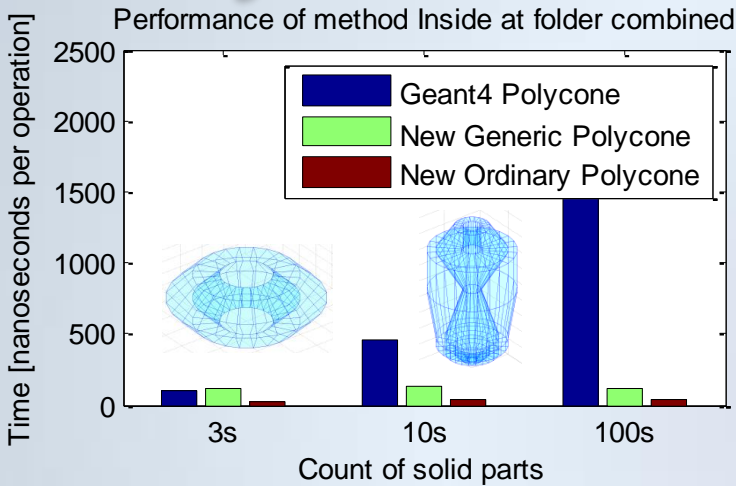 Performance of method Inside at folder combined
Time [nanoseconds per operation]
2500
2000
1500
1000
500
0
Geant4 Polycone
New Generic Polycone
New Ordinary Polycone
3s 10s 100s
Count of solid parts